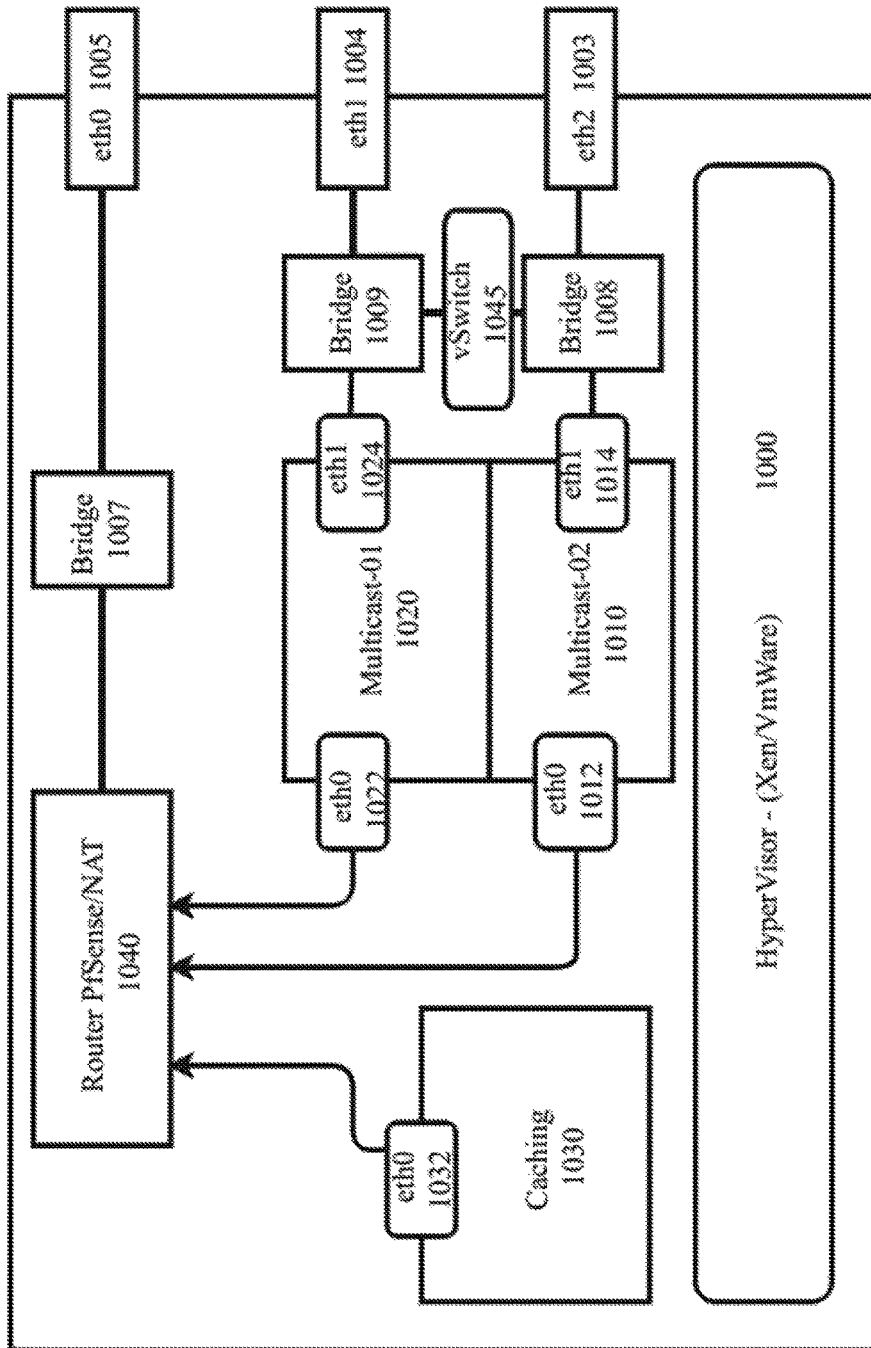 eth0 1005
eth1 1004
eth2 1003
Bridge
1007
Bridge
1009
vSwitch
1045
Bridge
1008
Router PfSense/NAT
1040
eth0
1022
Multicast-01
1020
eth1
1024
eth0
1012
Multicast-02
1010
eth1
1014
eth0
1032
Caching
1030
HyperVisor - (Xen/VmWare) 1000